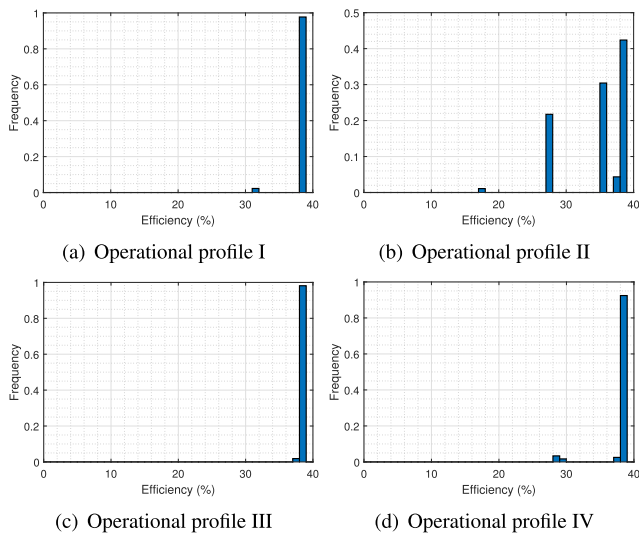 1
0.8
0.6
0.4
0.2
0
Frequency
0 10 20 30 40
Efficiency (%)
(a) Operational profile I
0.5
0.4
0.3
0.2
0.1
0
Frequency
0 10 20 30 40
Efficiency (%)
(b) Operational profile II
1
0.8
0.6
0.4
0.2
0
Frequency
0 10 20 30 40
Efficiency (%)
(c) Operational profile III
1
0.8
0.6
0.4
0.2
0
Frequency
0 10 20 30 40
Efficiency (%)
(d) Operational profile IV